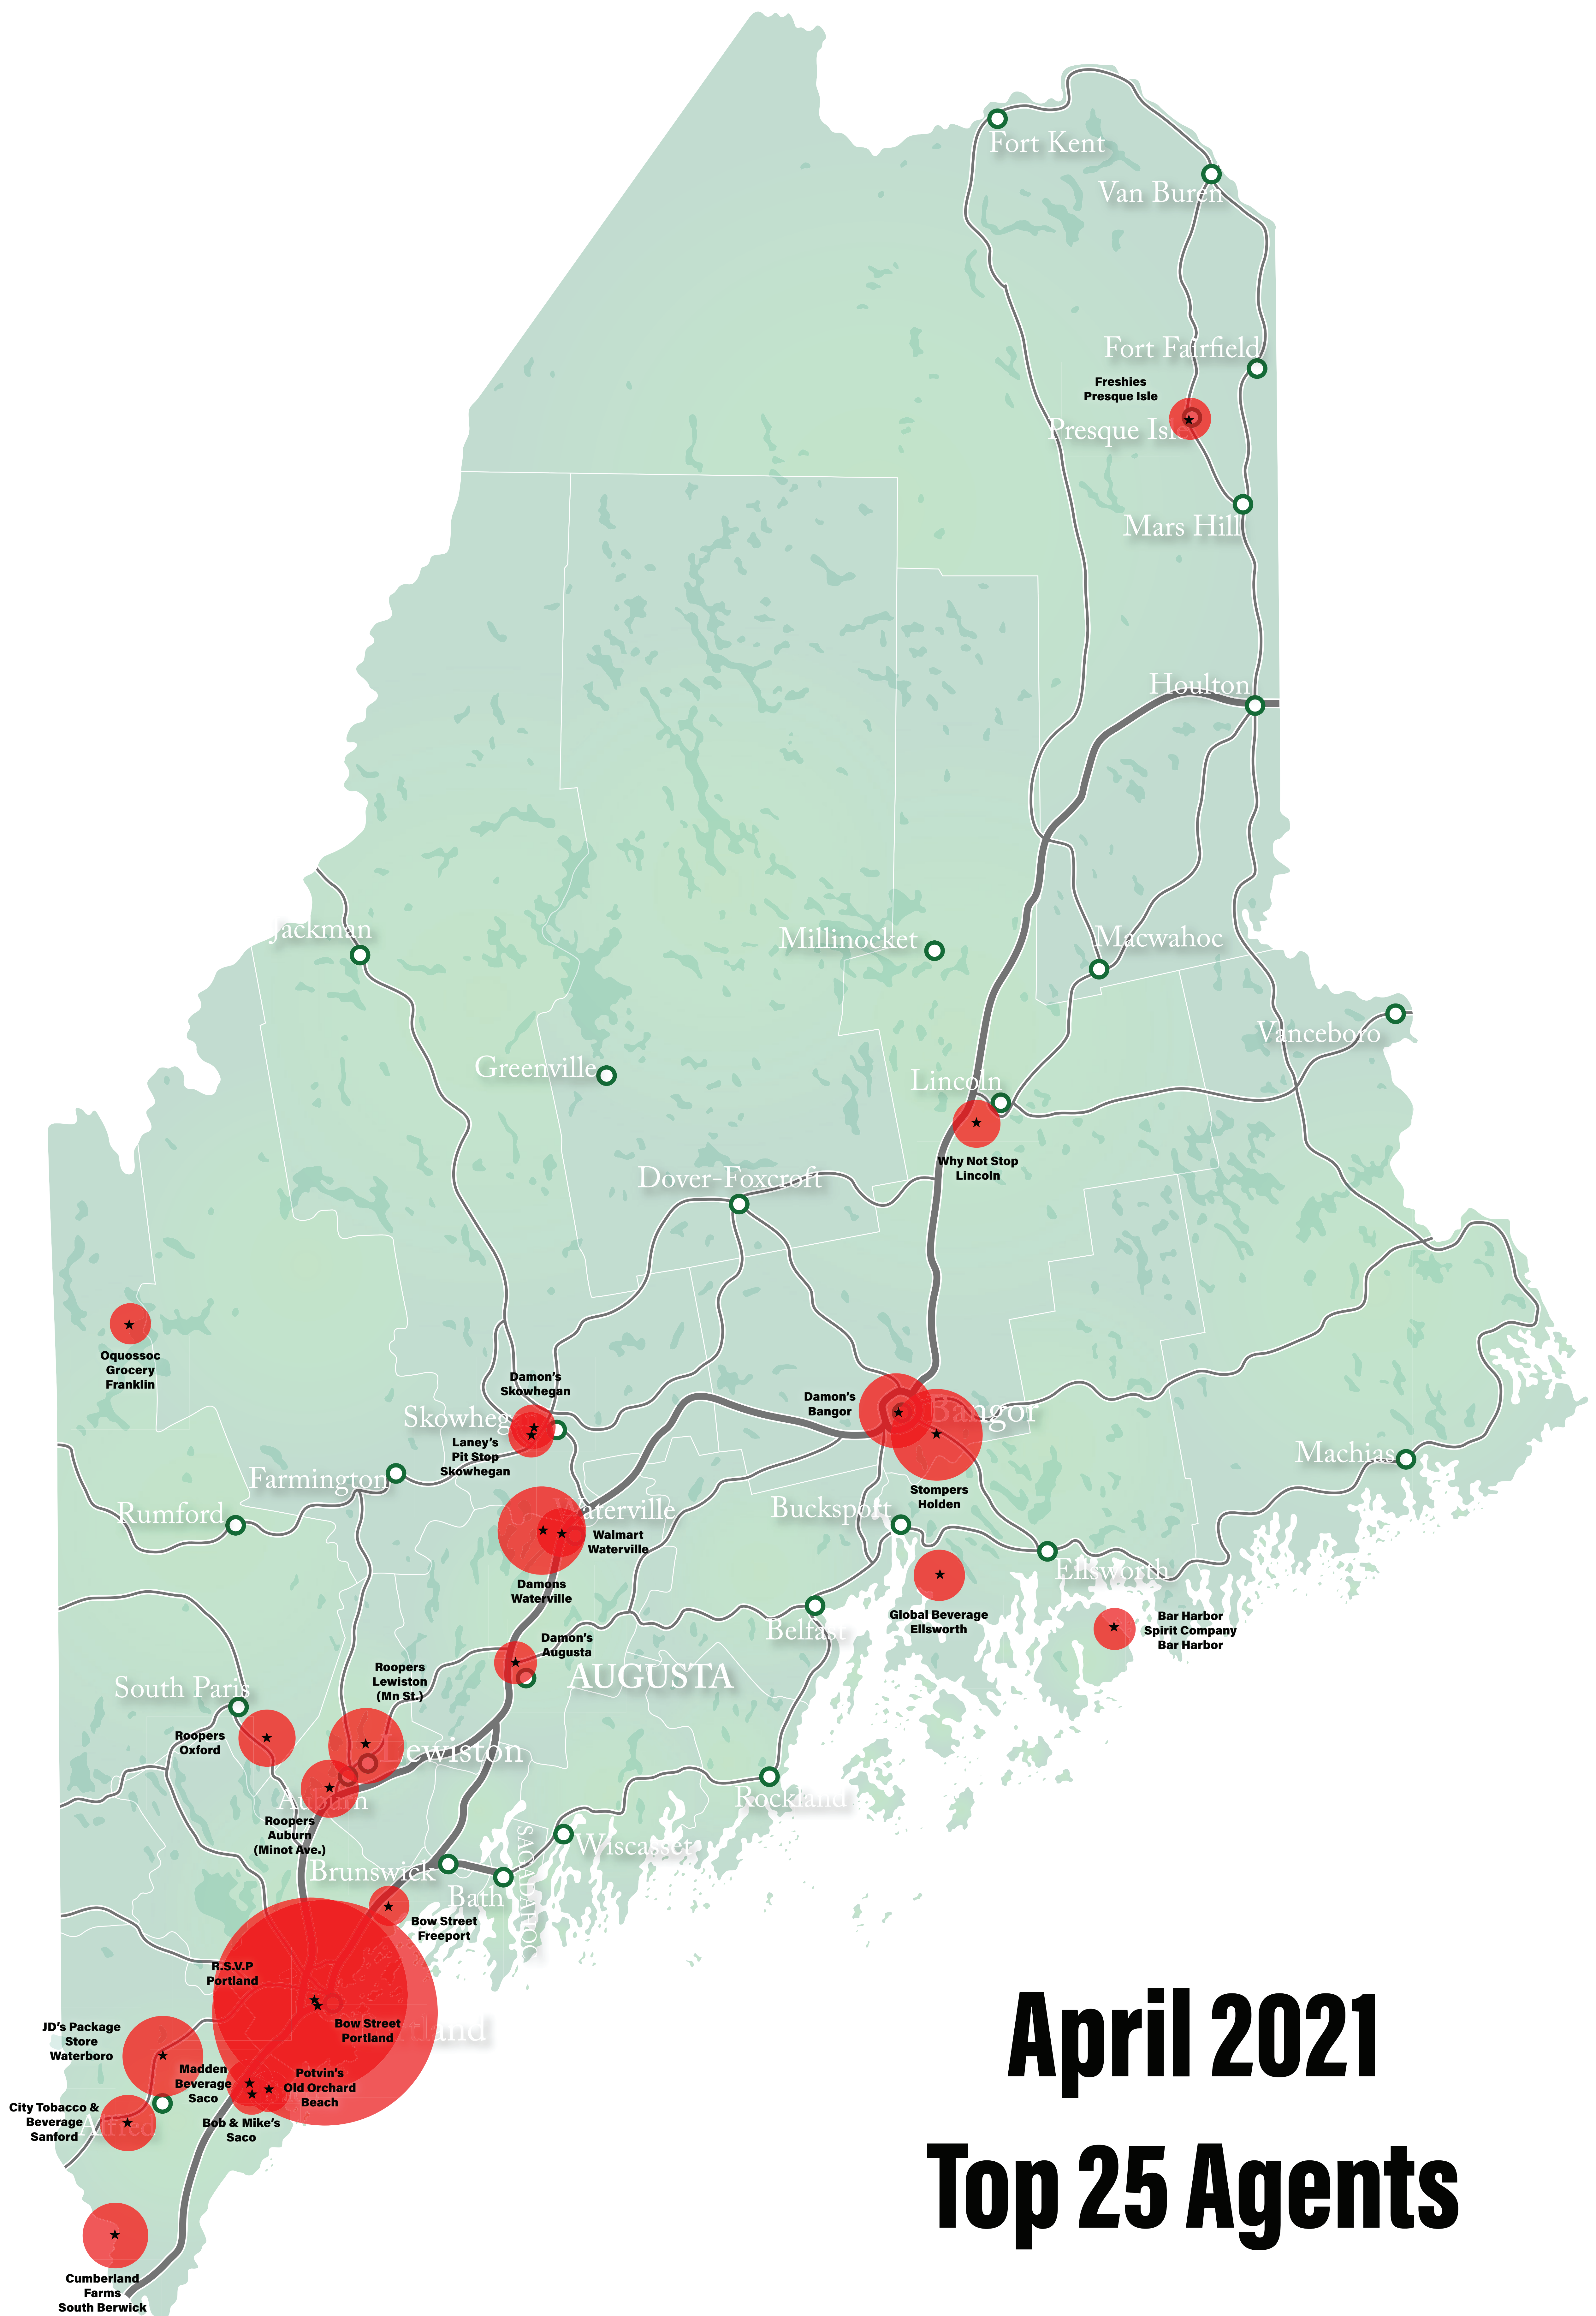 Fort Kent
Van Buren
Fort Fairfield
Freshies
Presque Isle
Presque Isle
Mars Hill
Houlton
Jackman
Millinocket
Macwahoc
Vanceboro
Greenville
Lincoln
Why Not Stop
Lincoln
Dover-Foxcroft
Oquossoc
Grocery
Franklin
Damon's
Skowhegan
Skowheg
Laney's
Pit Stop
Skowhegan
Damon's
Bangor
Bangor
Stompers
Holden
Machias
Farmington
Rumford
Waterville
Walmart
Waterville
Damons
Waterville
Bucksport
Ellsworth
Global Beverage
Ellsworth
Bar Harbor
Spirit Company
Bar Harbor
Belfast
Damon's
Augusta
AUGUSTA
Roopers
Lewiston
(Mn St.)
South Paris
Roopers
Oxford
Lewiston
Auburn
Roopers
Auburn
(Minot Ave.)
Rockland
Wiscasset
SAGADAHOC
Brunswick
Bath
Bow Street
Freeport
R.S.V.P
Portland
Bow Street
Portland
land
JD's Package
Store
Waterboro
Madden
Beverage
Saco
Potvin's
Old Orchard
Beach
City Tobacco &
Beverage
Sanford
Alfred
Bob & Mike's
Saco
Cumberland
Farms
South Berwick
April 2021
Top 25 Agents